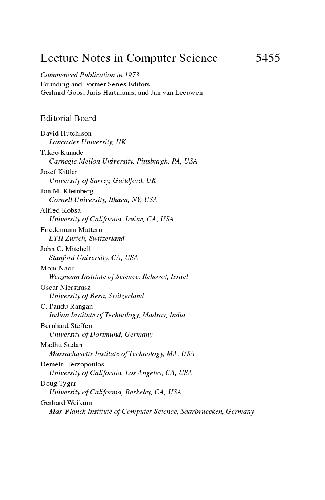 Lecture Notes in Computer Science 5455
Commenced Publication in 1973
Founding and Former Series Editors:
Gerhard Goos, Juris Hartmanis, and Jan van Leeuwen
Editorial Board
David Hutchison
Lancaster University, UK
Takeo Kanade
Carnegie Mellon University, Pittsburgh, PA, USA
Josef Kittler
University of Surrey, Guildford, UK
Jon M. Kleinberg
Cornell University, Ithaca, NY, USA
Alfred Kobsa
University of California, Irvine, CA, USA
Friedemann Mattern
ETH Zurich, Switzerland
John C. Mitchell
Stanford University, CA, USA
Moni Naor
Weizmann Institute of Science, Rehovot, Israel
Oscar Nierstrasz
University of Bern, Switzerland
C. Pandu Rangan
Indian Institute of Technology, Madras, India
Bernhard Steffen
University of Dortmund, Germany
Madhu Sudan
Massachusetts Institute of Technology, MA, USA
Demetri Terzopoulos
University of California, Los Angeles, CA, USA
Doug Tygar
University of California, Berkeley, CA, USA
Gerhard Weikum
Max-Planck Institute of Computer Science, Saarbruecken, Germany